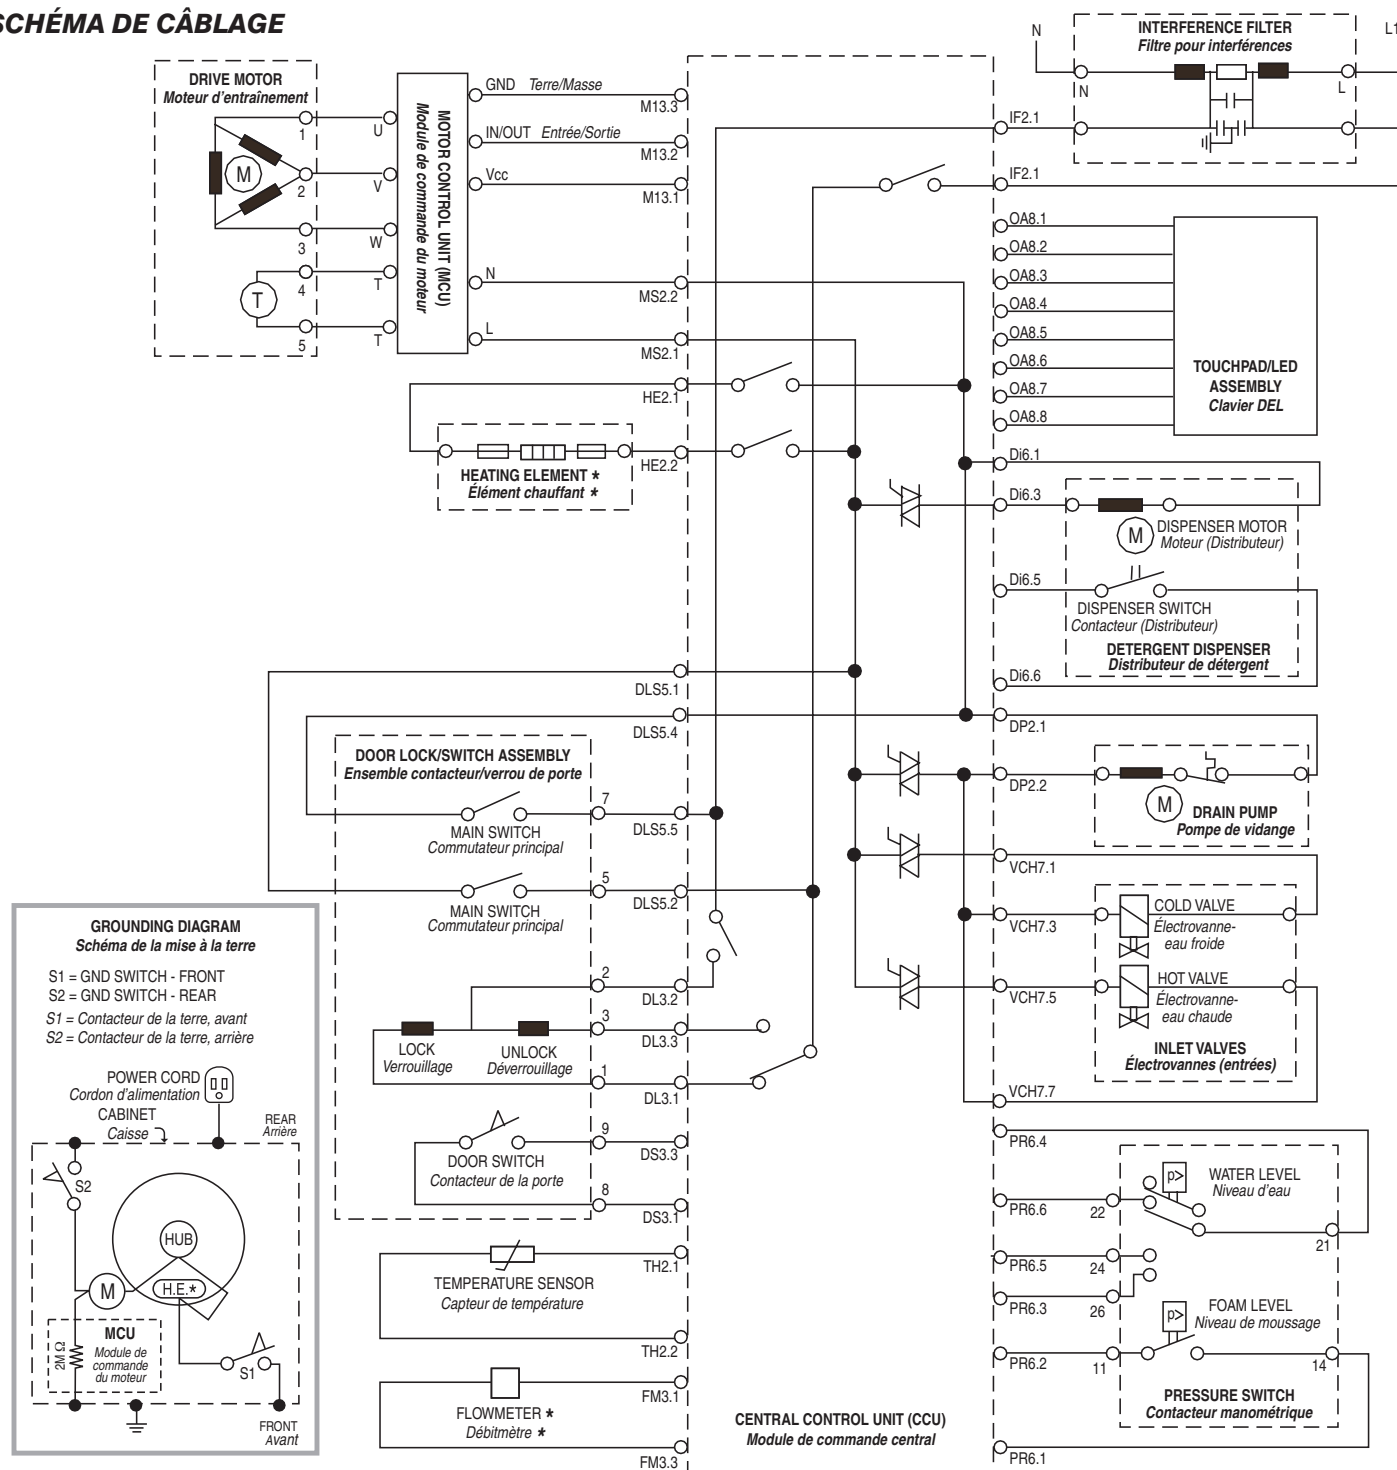 SCHÉMA DE CÂBLAGE
DRIVE MOTOR
Moteur d'entraînement
1
2
3
4
5
M
T
U
V
W
T
T
MOTOR CONTROL UNIT (MCU)
Module de commande du moteur
GND Terre/Masse
M13.3
IN/OUT Entrée/Sortie
M13.2
Vcc
M13.1
N
MS2.2
L
MS2.1
HE2.1
HE2.2
HEATING ELEMENT *
Élément chauffant *
N
INTERFERENCE FILTER
Filtre pour interférences
L1
N
L
IF2.1
IF2.1
OA8.1
OA8.2
OA8.3
OA8.4
OA8.5
OA8.6
OA8.7
OA8.8
TOUCHPAD/LED
ASSEMBLY
Clavier DEL
Di6.1
Di6.3
DISPENSER MOTOR
Moteur (Distributeur)
M
Di6.5
DISPENSER SWITCH
Contacteur (Distributeur)
DETERGENT DISPENSER
Distributeur de détergent
Di6.6
DLS5.1
DLS5.4
DP2.1
DP2.2
M
DRAIN PUMP
Pompe de vidange
DOOR LOCK/SWITCH ASSEMBLY
Ensemble contacteur/verrou de porte
7
DLS5.5
MAIN SWITCH
Commutateur principal
5
DLS5.2
MAIN SWITCH
Commutateur principal
2
DL3.2
3
DL3.3
LOCK
Verrouillage
UNLOCK
Déverrouillage
1
DL3.1
9
DS3.3
DOOR SWITCH
Contacteur de la porte
8
DS3.1
VCH7.1
VCH7.3
COLD VALVE
Électrovanne-
eau froide
VCH7.5
HOT VALVE
Électrovanne-
eau chaude
INLET VALVES
Électrovannes (entrées)
VCH7.7
PR6.4
p>
WATER LEVEL
Niveau d'eau
PR6.6
22
21
PR6.5
24
PR6.3
26
p>
FOAM LEVEL
Niveau de moussage
PR6.2
11
14
PRESSURE SWITCH
Contacteur manométrique
PR6.1
TH2.1
TEMPERATURE SENSOR
Capteur de température
TH2.2
FM3.1
FLOWMETER *
Débitmètre *
FM3.3
CENTRAL CONTROL UNIT (CCU)
Module de commande central
GROUNDING DIAGRAM
Schéma de la mise à la terre
S1 = GND SWITCH - FRONT
S2 = GND SWITCH - REAR
S1 = Contacteur de la terre, avant
S2 = Contacteur de la terre, arrière
POWER CORD
Cordon d'alimentation
CABINET
Caisse
REAR
Arrière
S2
HUB
M
H.E.*
MCU
Module de
commande
du moteur
2M Ω
S1
FRONT
Avant